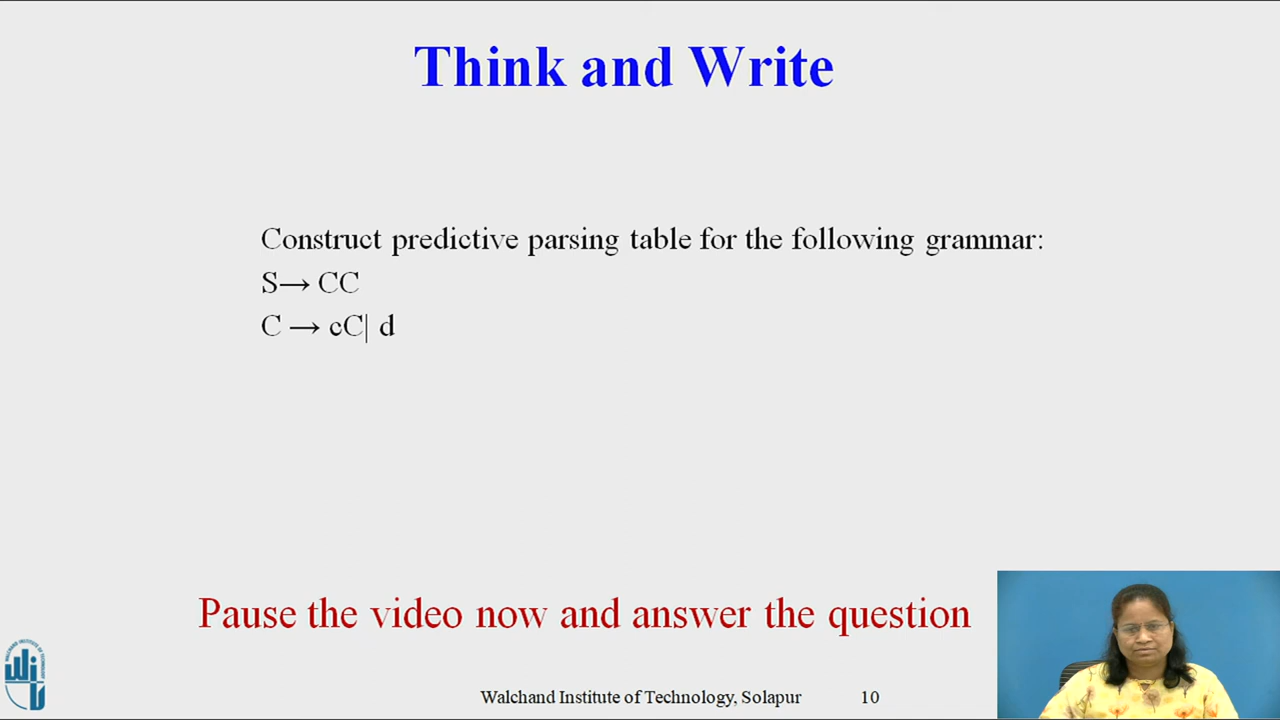 Think and Write
Construct predictive parsing table for the following grammar:
S→ CC
C → cC| d
Pause the video now and answer the question
Walchand Institute of Technology, Solapur 10